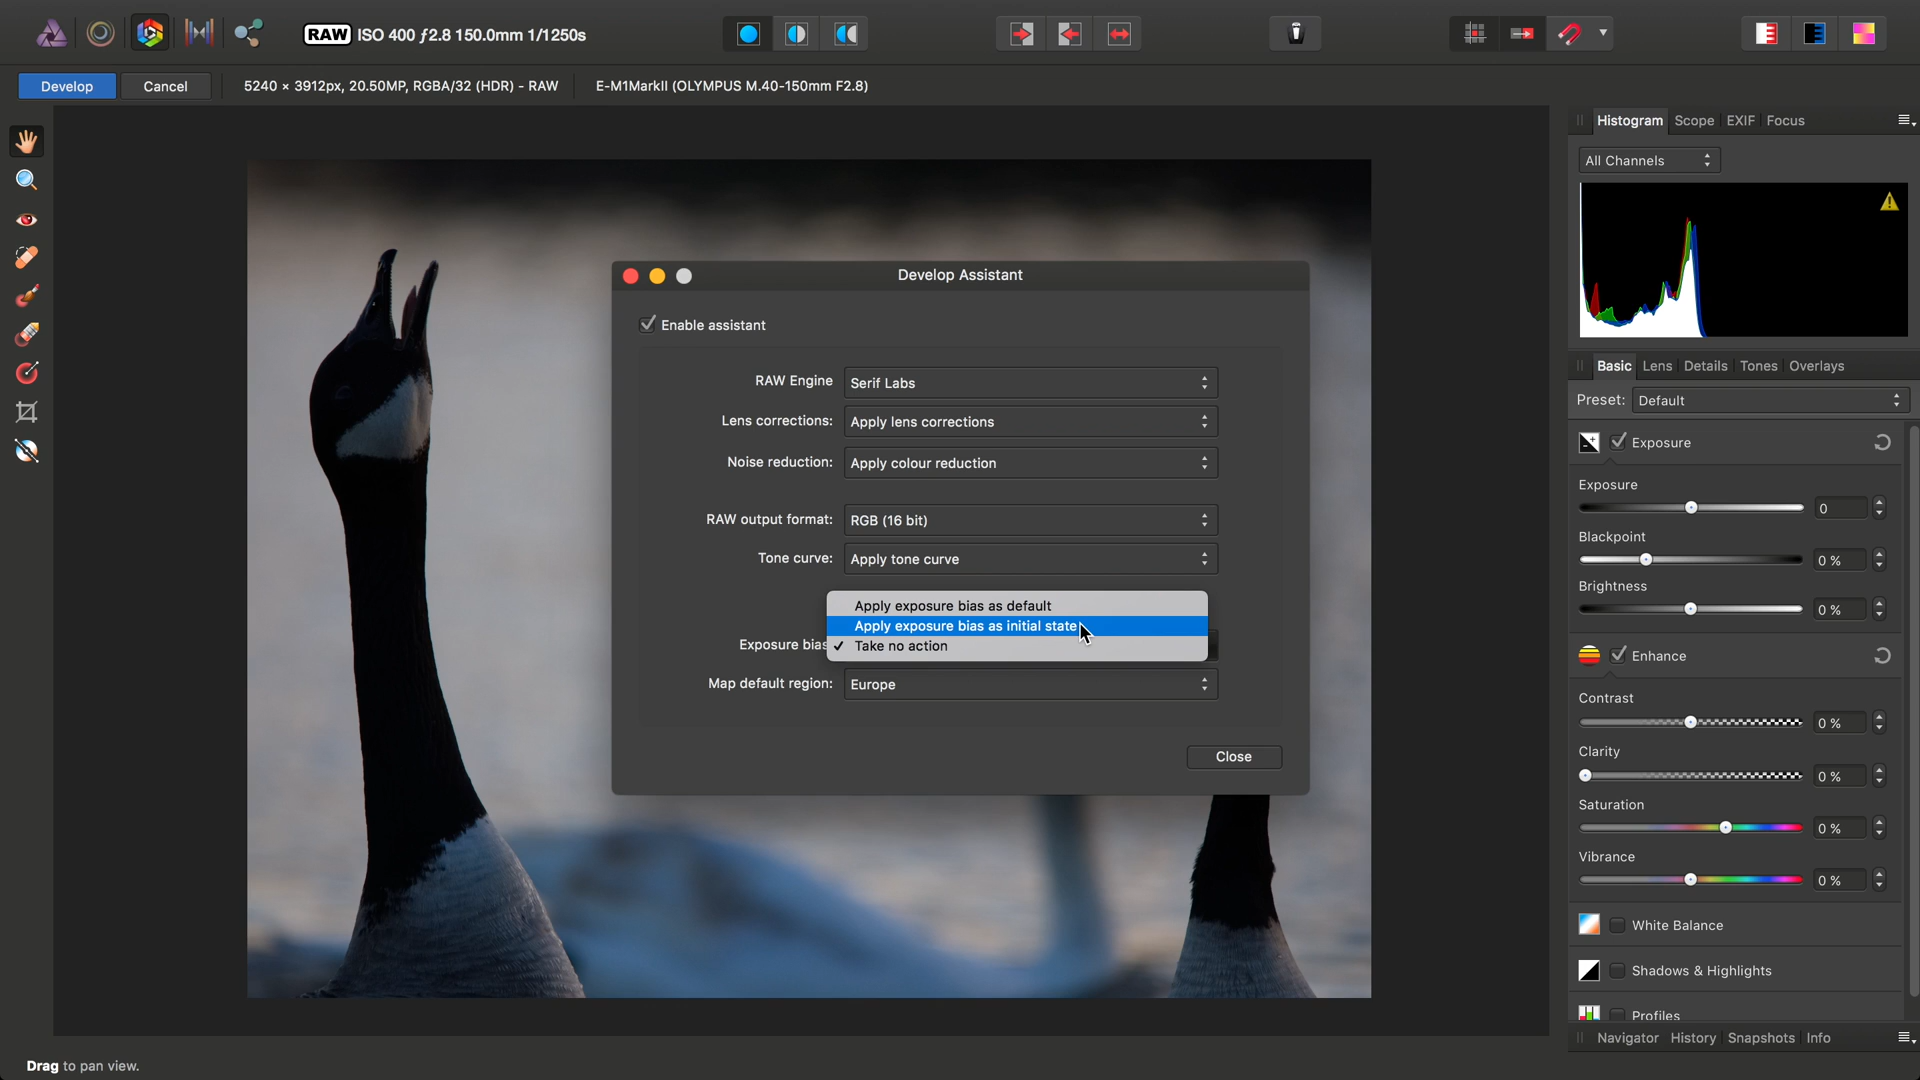 RAW ISO 400 ƒ2.8 150.0mm 1/1250s
Develop
Cancel
5240 × 3912px, 20.50MP, RGBA/32 (HDR) - RAW
E-M1MarkII (OLYMPUS M.40-150mm F2.8)
Histogram
Scope
EXIF
Focus
All Channels
Develop Assistant
Enable assistant
RAW Engine
Serif Labs
Lens corrections:
Apply lens corrections
Noise reduction:
Apply colour reduction
RAW output format:
RGB (16 bit)
Tone curve:
Apply tone curve
Apply exposure bias as default
Apply exposure bias as initial state
Exposure bias
Take no action
Map default region:
Europe
Close
Basic
Lens
Details
Tones
Overlays
Preset:
Default
Exposure
Exposure
0
Blackpoint
0 %
Brightness
0 %
Enhance
Contrast
0 %
Clarity
0 %
Saturation
0 %
Vibrance
0 %
White Balance
Shadows & Highlights
Profiles
Navigator
History
Snapshots
Info
Drag to pan view.